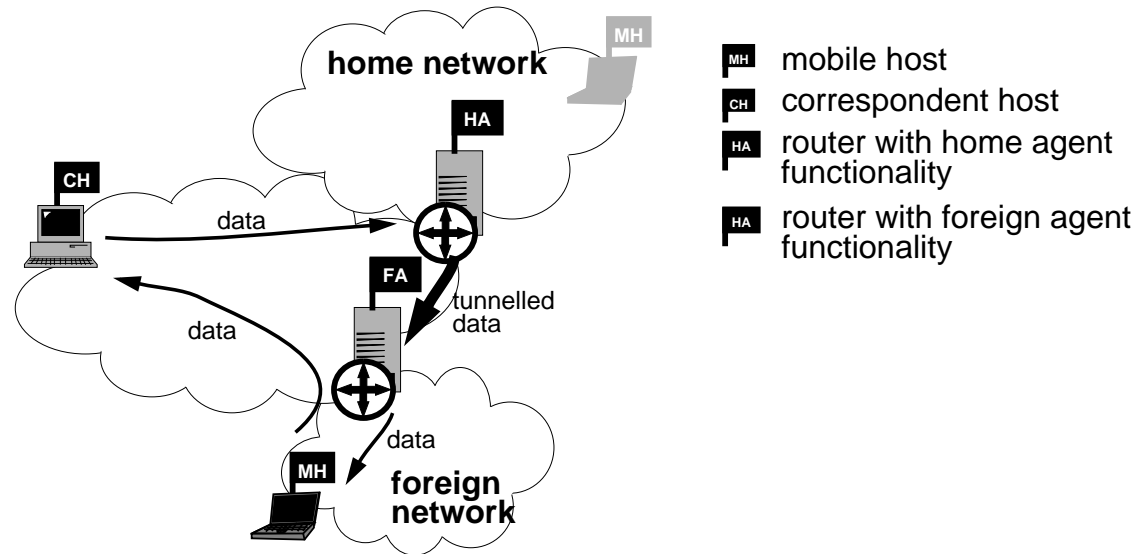 MH
home network
HA
CH
data
FA
tunnelled
data
data
data
MH
foreign
network
MH mobile host
CH correspondent host
HA router with home agent
functionality
HA router with foreign agent
functionality